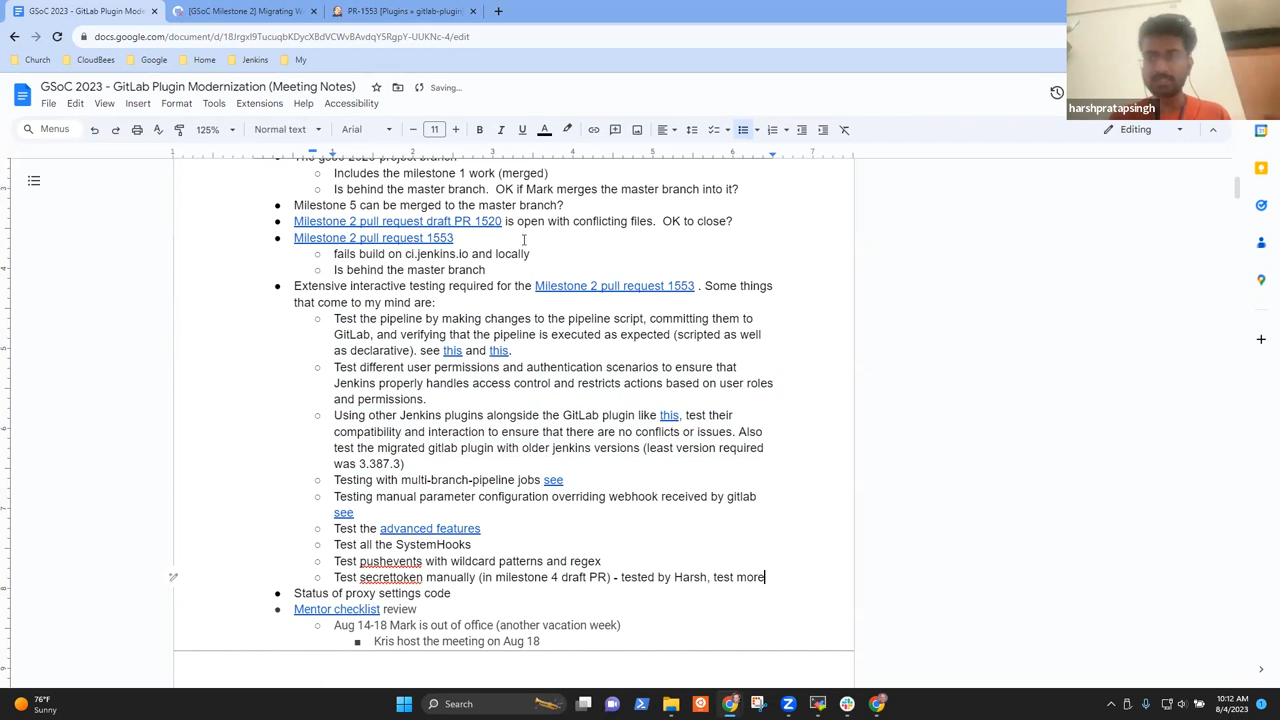 GSoC 2023 - GitLab Plugin Mode
[GSoC Milestone 2] Migrating W
PR-1553 [Plugins » gitlab-plugin
docs.google.com/document/d/18JrgxI9TucuqbKDycXBdVCWvBAvdqY5RgpY-UUKNc-4/edit
Church
CloudBees
Google
Home
Jenkins
My
GSoC 2023 - GitLab Plugin Modernization (Meeting Notes)
Saving...
File Edit View Insert Format Tools Extensions Help Accessibility
harshpratapsingh
Menus 125% Normal text Arial 11 Editing
1 1 2 3 4 5 6 7
Includes the milestone 1 work (merged)
Is behind the master branch. OK if Mark merges the master branch into it?
Milestone 5 can be merged to the master branch?
Milestone 2 pull request draft PR 1520 is open with conflicting files. OK to close?
Milestone 2 pull request 1553
fails build on ci.jenkins.io and locally
Is behind the master branch
Extensive interactive testing required for the Milestone 2 pull request 1553 . Some things
that come to my mind are:
Test the pipeline by making changes to the pipeline script, committing them to
GitLab, and verifying that the pipeline is executed as expected (scripted as well
as declarative). see this and this.
Test different user permissions and authentication scenarios to ensure that
Jenkins properly handles access control and restricts actions based on user roles
and permissions.
Using other Jenkins plugins alongside the GitLab plugin like this, test their
compatibility and interaction to ensure that there are no conflicts or issues. Also
test the migrated gitlab plugin with older jenkins versions (least version required
was 3.387.3)
Testing with multi-branch-pipeline jobs see
Testing manual parameter configuration overriding webhook received by gitlab
see
Test the advanced features
Test all the SystemHooks
Test pushevents with wildcard patterns and regex
Test secrettoken manually (in milestone 4 draft PR) - tested by Harsh, test more
Status of proxy settings code
Mentor checklist review
Aug 14-18 Mark is out of office (another vacation week)
Kris host the meeting on Aug 18
76°F
Sunny
Search
10:12 AM
8/4/2023